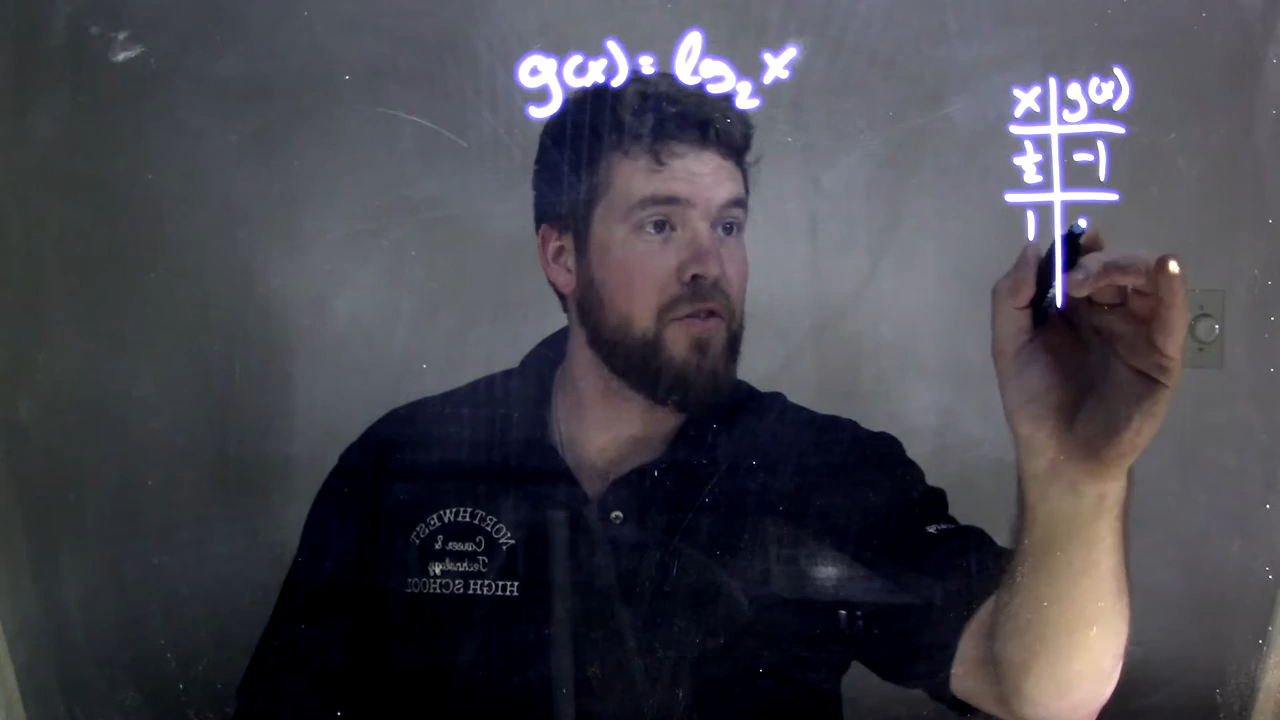 g(x) = log₂ x
x g(x)
½ -1
1
NORTHWEST
Career &
Technology
HIGH SCHOOL